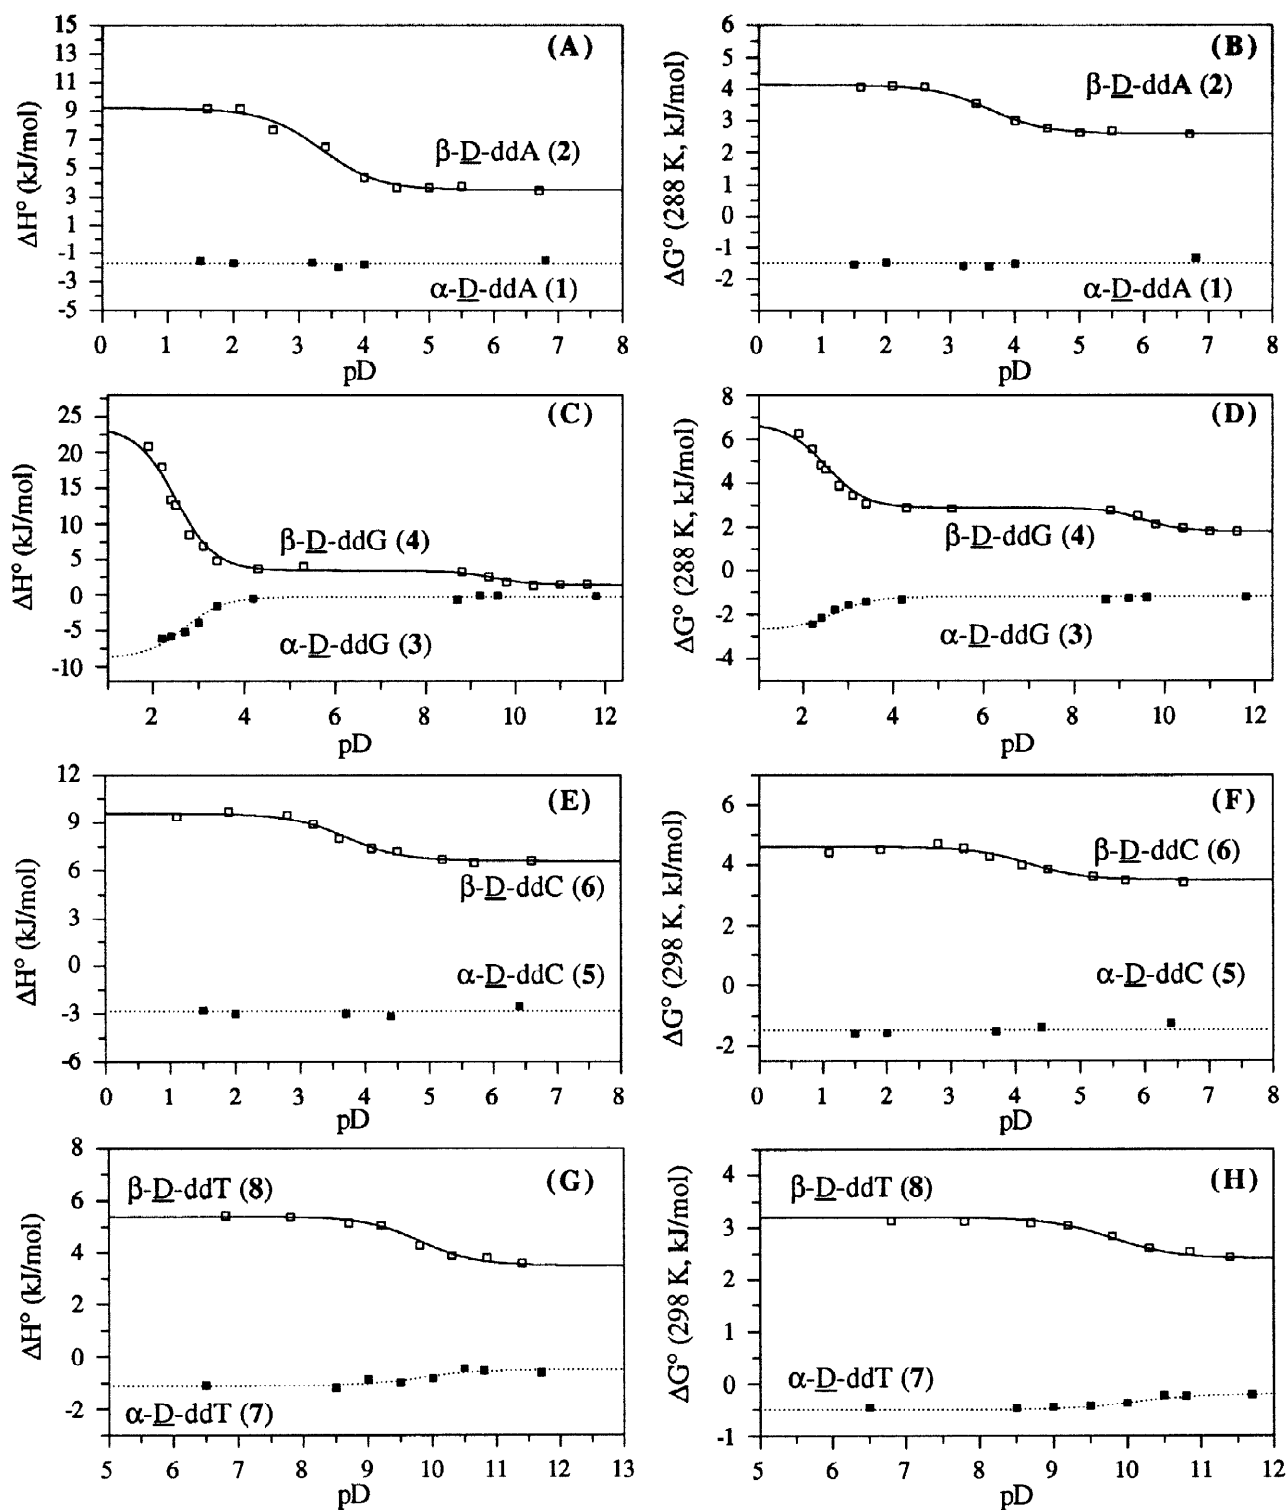 15
13
11
9
7
5
3
1
-1
-3
-5
ΔH° (kJ/mol)
(A)
β-D-ddA (2)
α-D-ddA (1)
0 1 2 3 4 5 6 7 8
pD
6
5
4
3
2
1
0
-1
-2
ΔG° (288 K, kJ/mol)
(B)
β-D-ddA (2)
α-D-ddA (1)
0 1 2 3 4 5 6 7 8
pD
25
20
15
10
5
0
-5
-10
ΔH° (kJ/mol)
(C)
β-D-ddG (4)
α-D-ddG (3)
2 4 6 8 10 12
pD
8
6
4
2
0
-2
-4
ΔG° (288 K, kJ/mol)
(D)
β-D-ddG (4)
α-D-ddG (3)
2 4 6 8 10 12
pD
12
9
6
3
0
-3
-6
ΔH° (kJ/mol)
(E)
β-D-ddC (6)
α-D-ddC (5)
0 1 2 3 4 5 6 7 8
pD
6
4
2
0
-2
ΔG° (298 K, kJ/mol)
(F)
β-D-ddC (6)
α-D-ddC (5)
0 1 2 3 4 5 6 7 8
pD
8
6
4
2
0
-2
ΔH° (kJ/mol)
(G)
β-D-ddT (8)
α-D-ddT (7)
5 6 7 8 9 10 11 12 13
pD
4
3
2
1
0
-1
ΔG° (298 K, kJ/mol)
(H)
β-D-ddT (8)
α-D-ddT (7)
5 6 7 8 9 10 11 12
pD